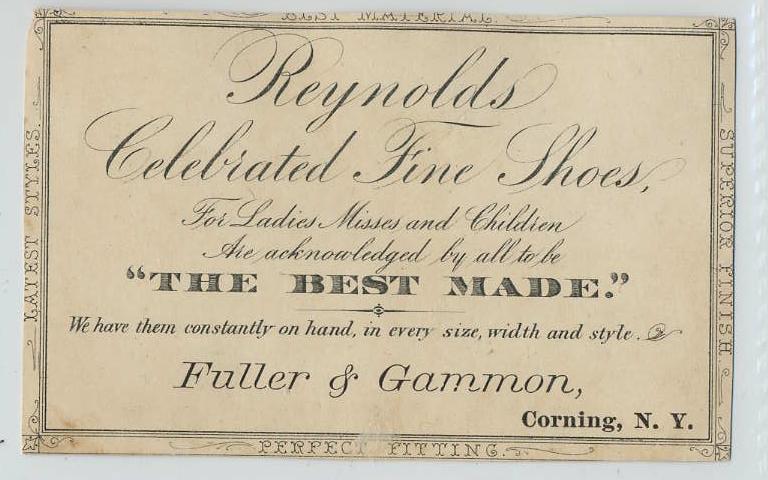 BEST MATERIAL.
LATEST STYLES.
Reynolds
Celebrated Fine Shoes,
For Ladies Misses and Children
Are acknowledged by all to be
"THE BEST MADE."
We have them constantly on hand, in every size, width and style.
Fuller & Gammon,
Corning, N. Y.
SUPERIOR FINISH
PERFECT FITTING.